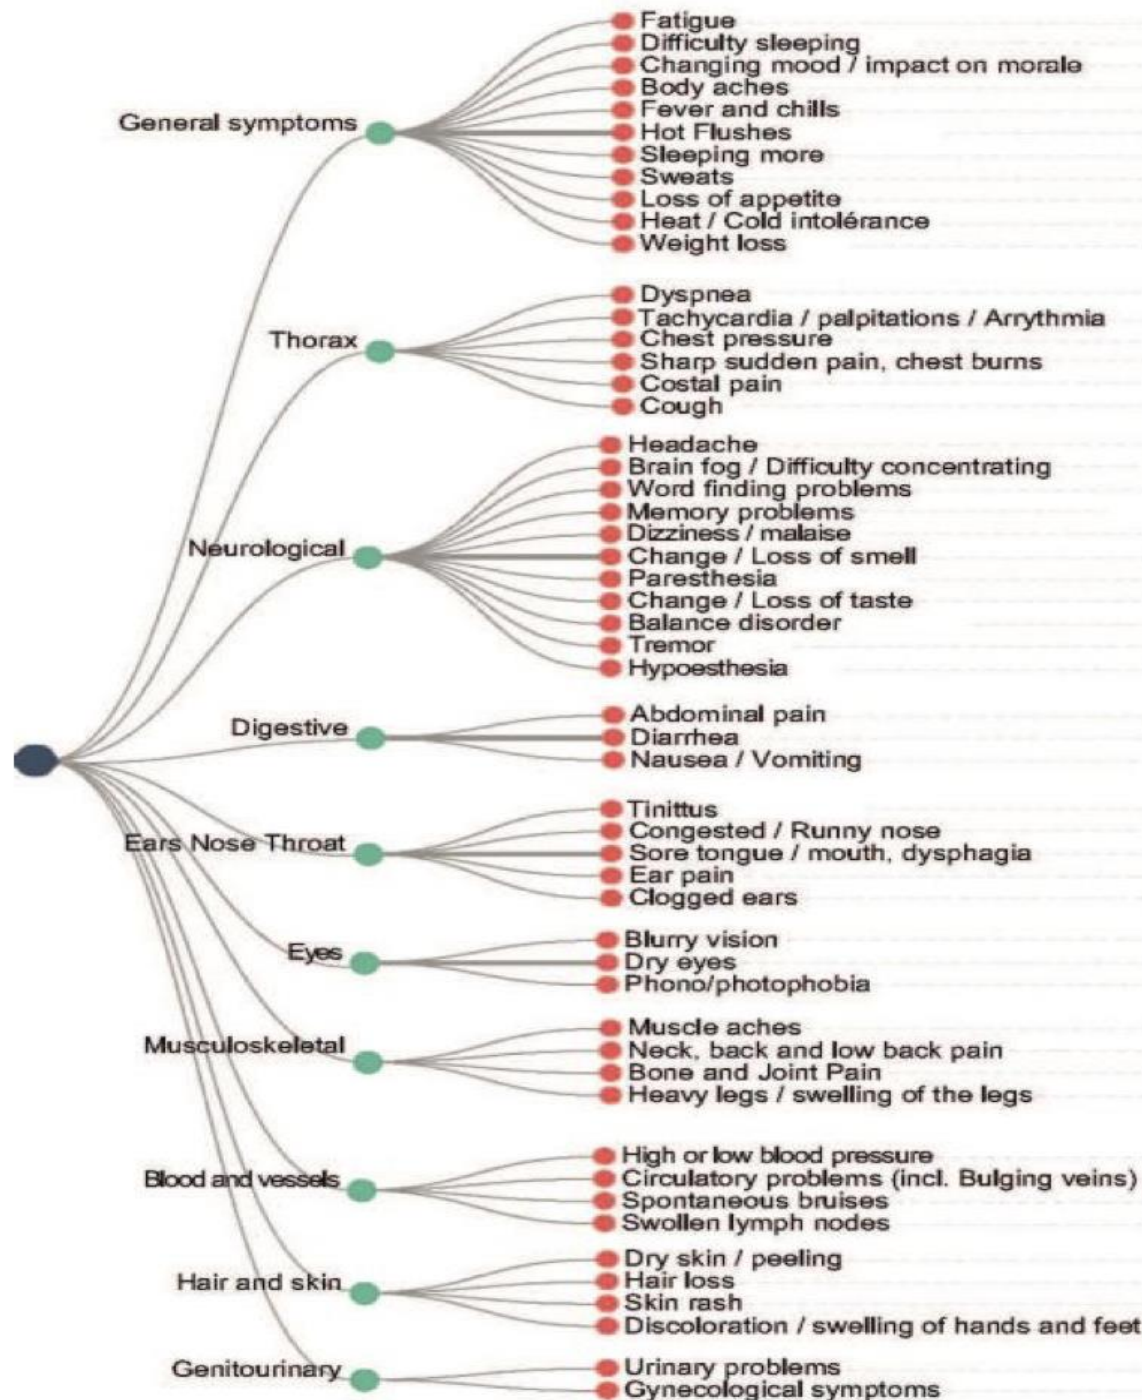 General symptoms
Fatigue
Difficulty sleeping
Changing mood / impact on morale
Body aches
Fever and chills
Hot Flushes
Sleeping more
Sweats
Loss of appetite
Heat / Cold intolérance
Weight loss
Thorax
Dyspnea
Tachycardia / palpitations / Arrythmia
Chest pressure
Sharp sudden pain, chest burns
Costal pain
Cough
Neurological
Headache
Brain fog / Difficulty concentrating
Word finding problems
Memory problems
Dizziness / malaise
Change / Loss of smell
Paresthesia
Change / Loss of taste
Balance disorder
Tremor
Hypoesthesia
Digestive
Abdominal pain
Diarrhea
Nausea / Vomiting
Ears Nose Throat
Tinittus
Congested / Runny nose
Sore tongue / mouth, dysphagia
Ear pain
Clogged ears
Eyes
Blurry vision
Dry eyes
Phono/photophobia
Musculoskeletal
Muscle aches
Neck, back and low back pain
Bone and Joint Pain
Heavy legs / swelling of the legs
Blood and vessels
High or low blood pressure
Circulatory problems (incl. Bulging veins)
Spontaneous bruises
Swollen lymph nodes
Hair and skin
Dry skin / peeling
Hair loss
Skin rash
Discoloration / swelling of hands and feet
Genitourinary
Urinary problems
Gynecological symptoms